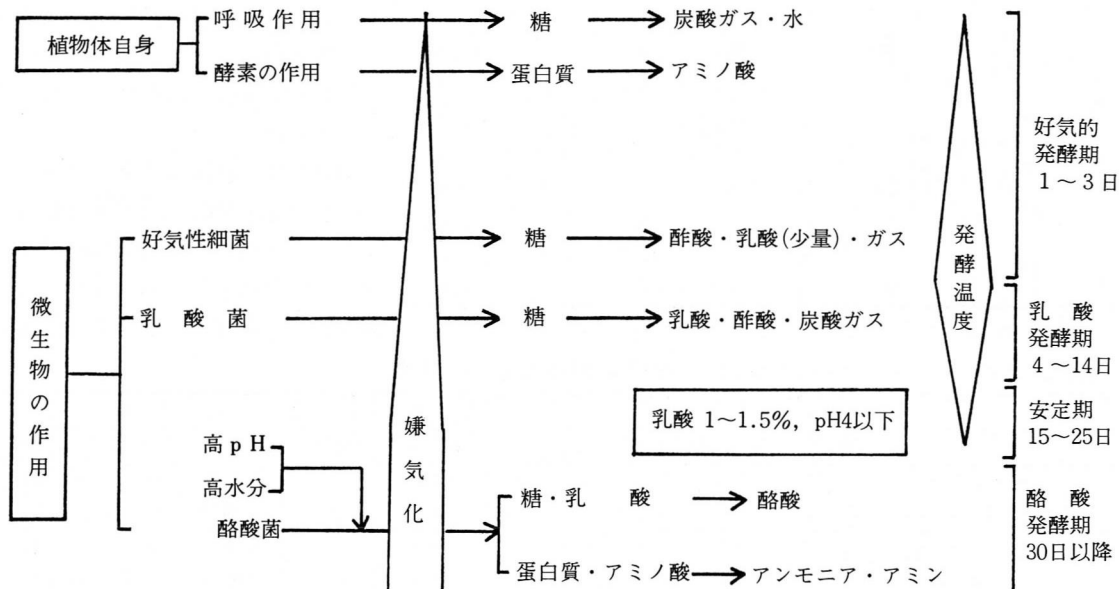 呼吸作用 糖 炭酸ガス・水
植物体自身
酵素の作用 蛋白質 アミノ酸
好気的
発酵期
1～3日
好気性細菌 糖 酢酸・乳酸(少量)・ガス
発酵温度
微生物の作用
乳酸菌 糖 乳酸・酢酸・炭酸ガス
乳酸
発酵期
4～14日
乳酸 1～1.5%, pH4以下
安定期
15～25日
嫌気化
高pH
高水分
酪酸菌
糖・乳酸 酪酸
蛋白質・アミノ酸 アンモニア・アミン
酪酸
発酵期
30日以降